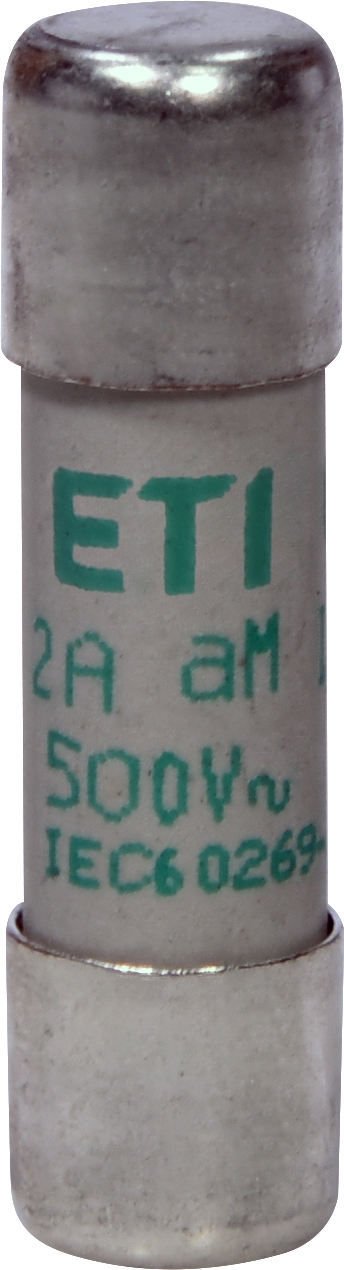 ETI
2A aM
500V~
IEC60269-